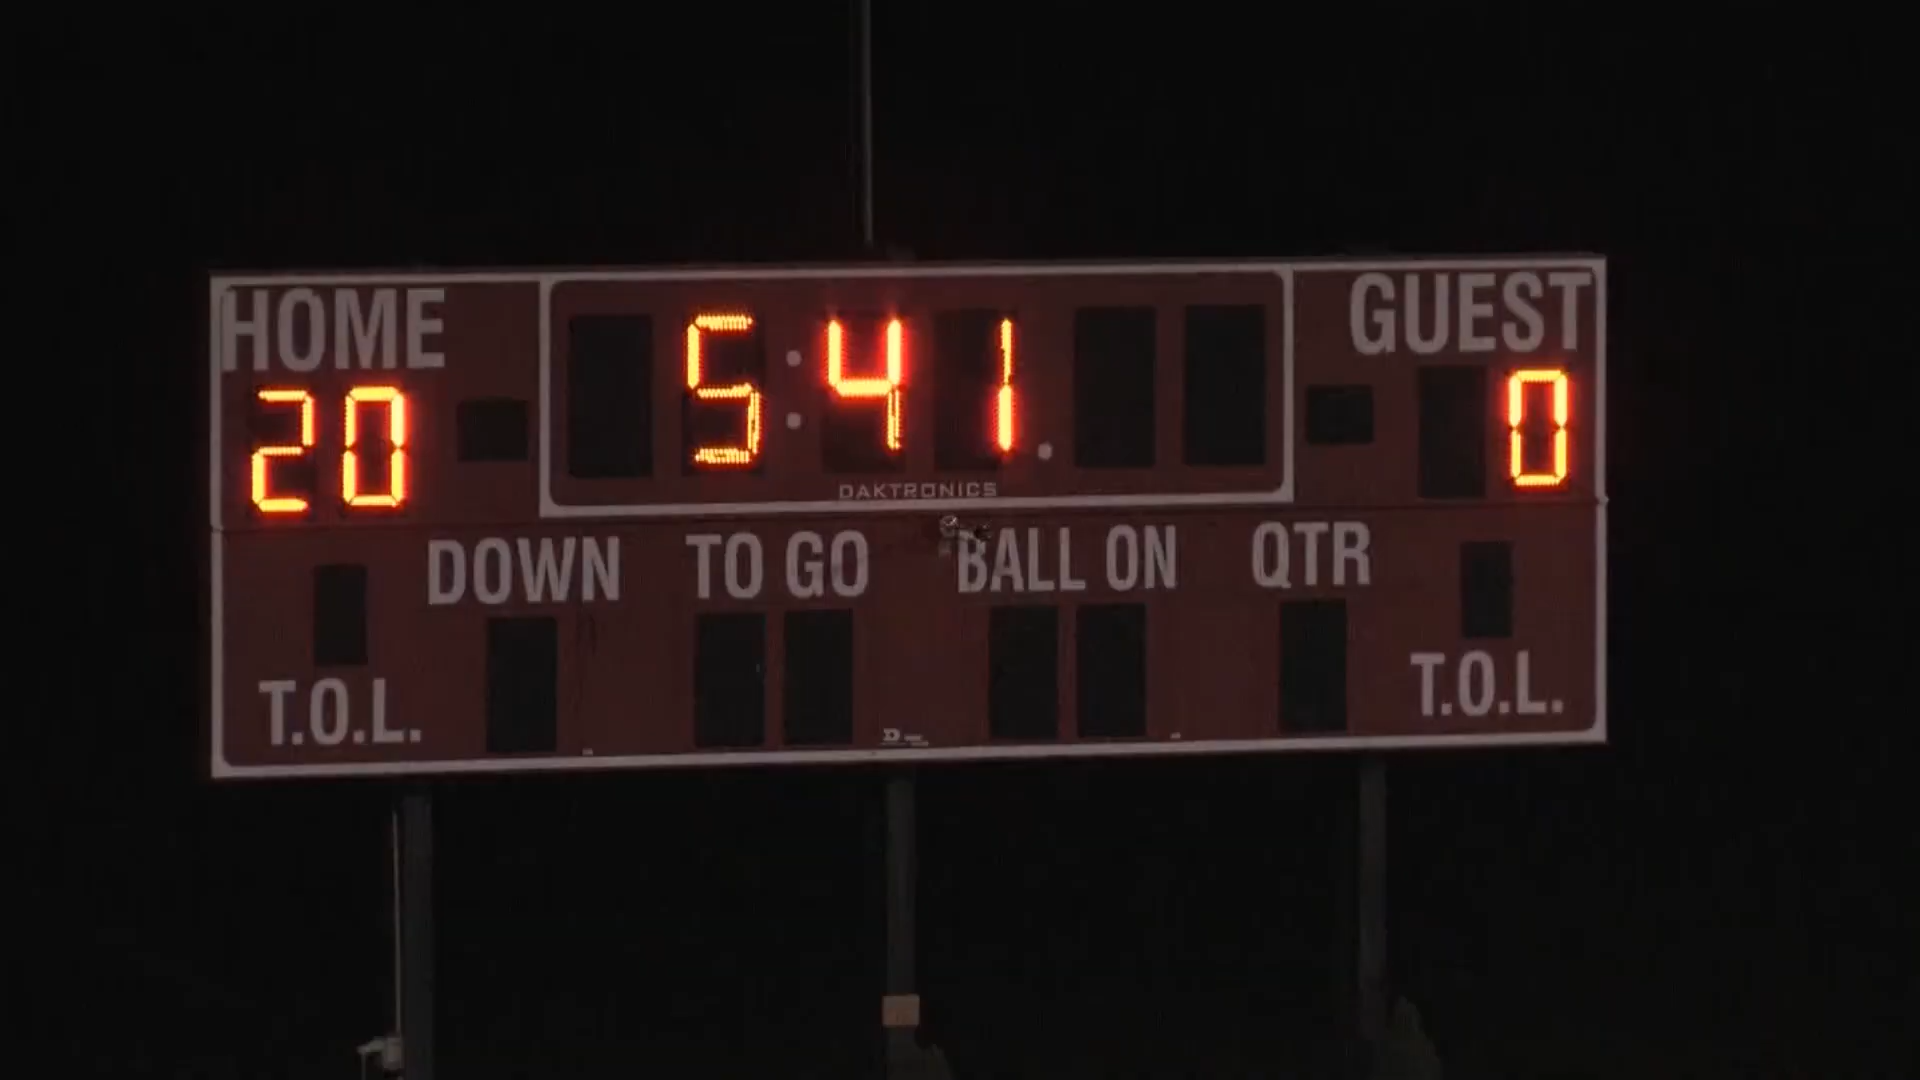 HOME 5:41 GUEST
20 0
DAKTRONICS
DOWN TO GO BALL ON QTR
T.O.L. T.O.L.